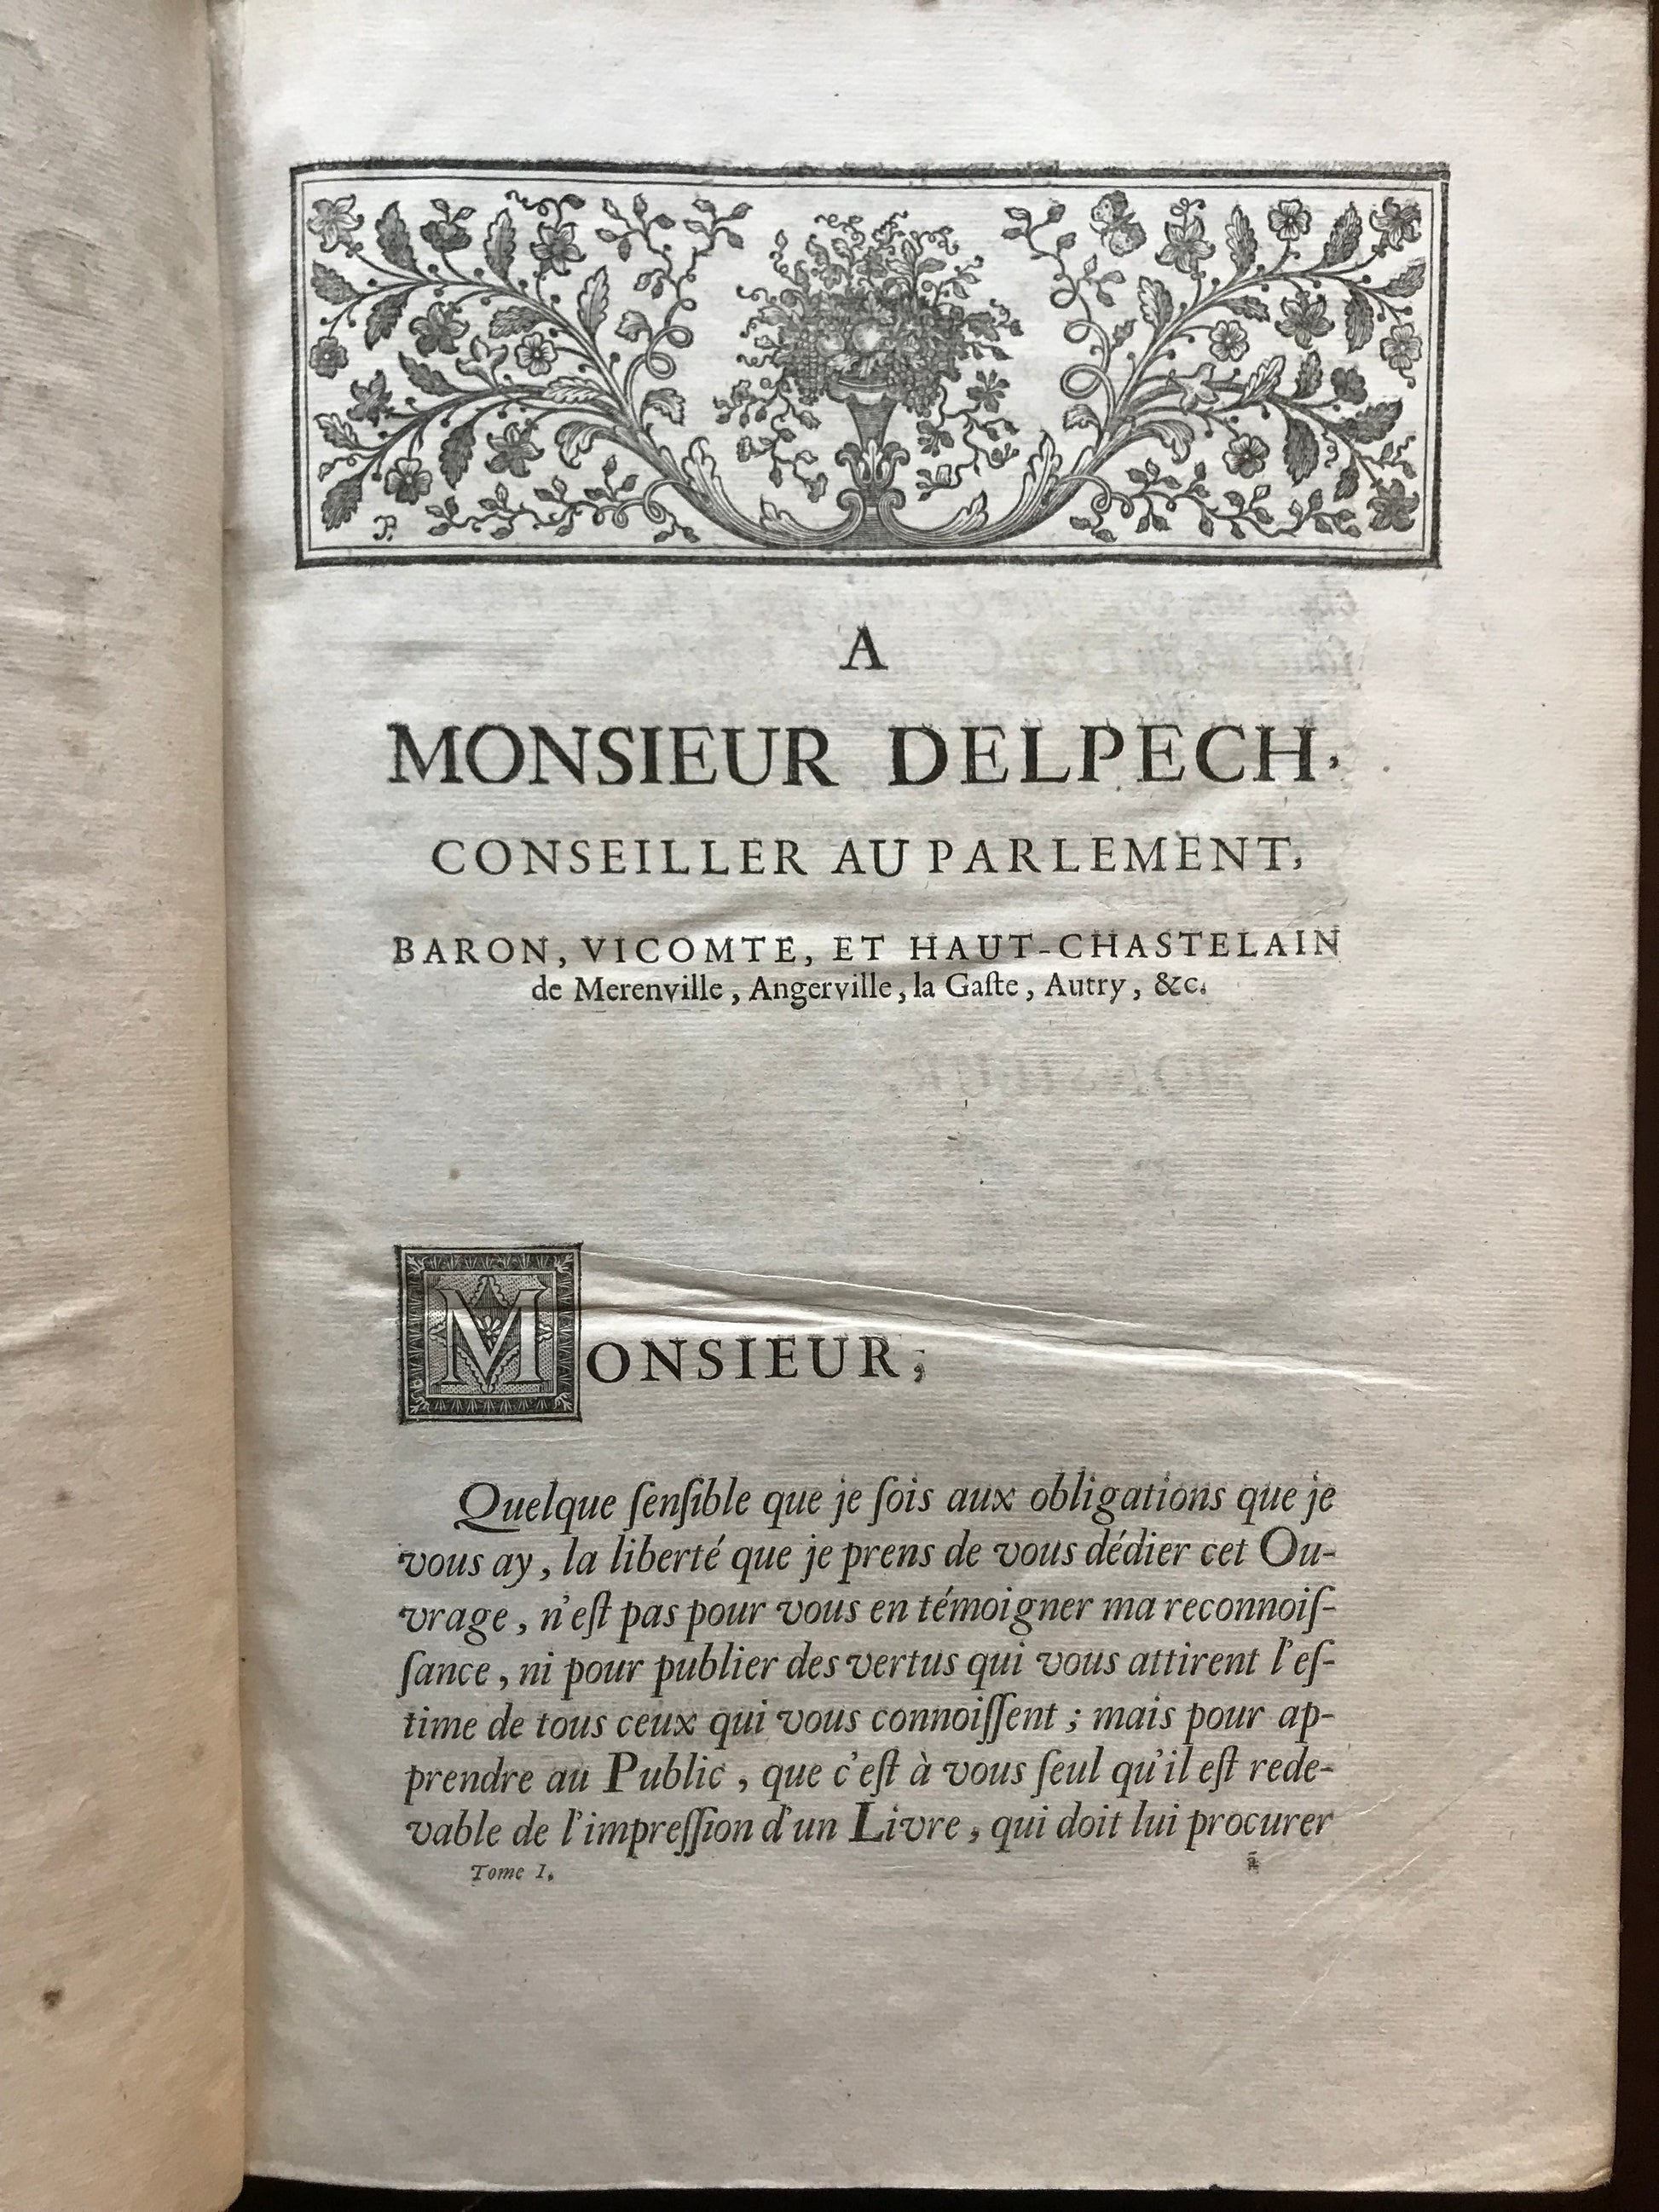 A
MONSIEUR DELPECH,
CONSEILLER AU PARLEMENT,
BARON, VICOMTE, ET HAUT-CHASTELAIN
de Merenville, Angerville, la Gaſte, Autry, &c.
MONSIEUR,
Quelque ſenſible que je ſois aux obligations que je
vous ay, la liberté que je prens de vous dédier cet Ou-
vrage, n'eſt pas pour vous en témoigner ma reconnoiſ-
ſance, ni pour publier des vertus qui vous attirent l'eſ-
time de tous ceux qui vous connoiſſent; mais pour ap-
prendre au Public, que c'eſt à vous ſeul qu'il eſt rede-
vable de l'impreſſion d'un Livre, qui doit lui procurer
Tome I. ã